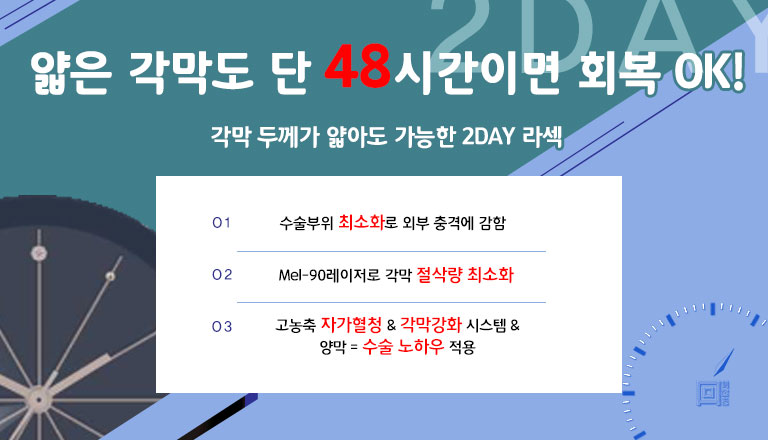 2DAY
얇은 각막도 단 48시간이면 회복 OK!
각막 두께가 얇아도 가능한 2DAY 라섹
01 수술부위 최소화로 외부 충격에 감함
02 Mel-90레이저로 각막 절삭량 최소화
03 고농축 자가혈청 & 각막강화 시스템 &
양막 = 수술 노하우 적용